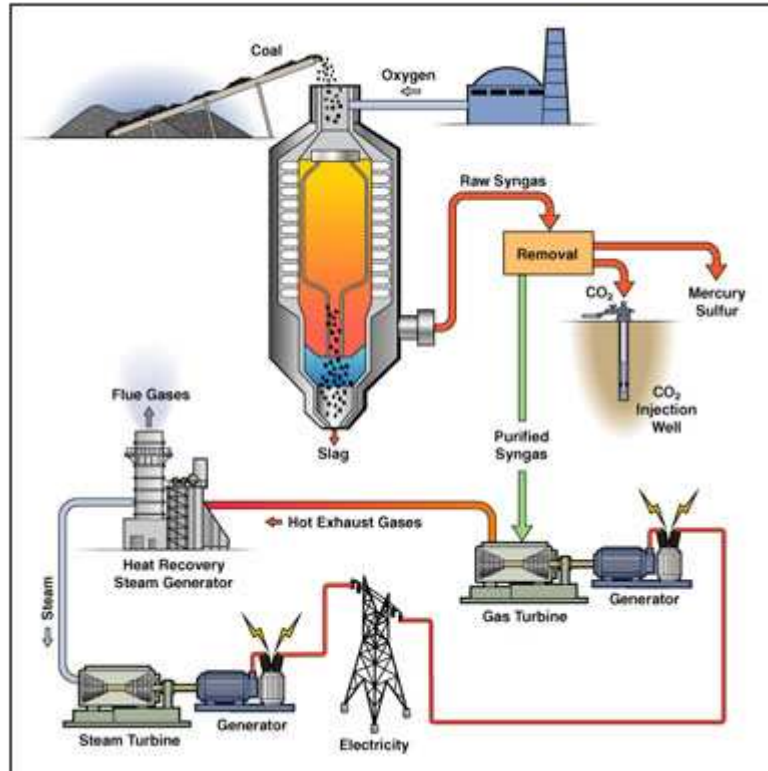 Coal
Oxygen
Raw Syngas
Removal
CO₂
Mercury
Sulfur
CO₂
Injection
Well
Flue Gases
Slag
Purified
Syngas
Hot Exhaust Gases
Heat Recovery
Steam Generator
Steam
Gas Turbine
Generator
Steam Turbine
Generator
Electricity